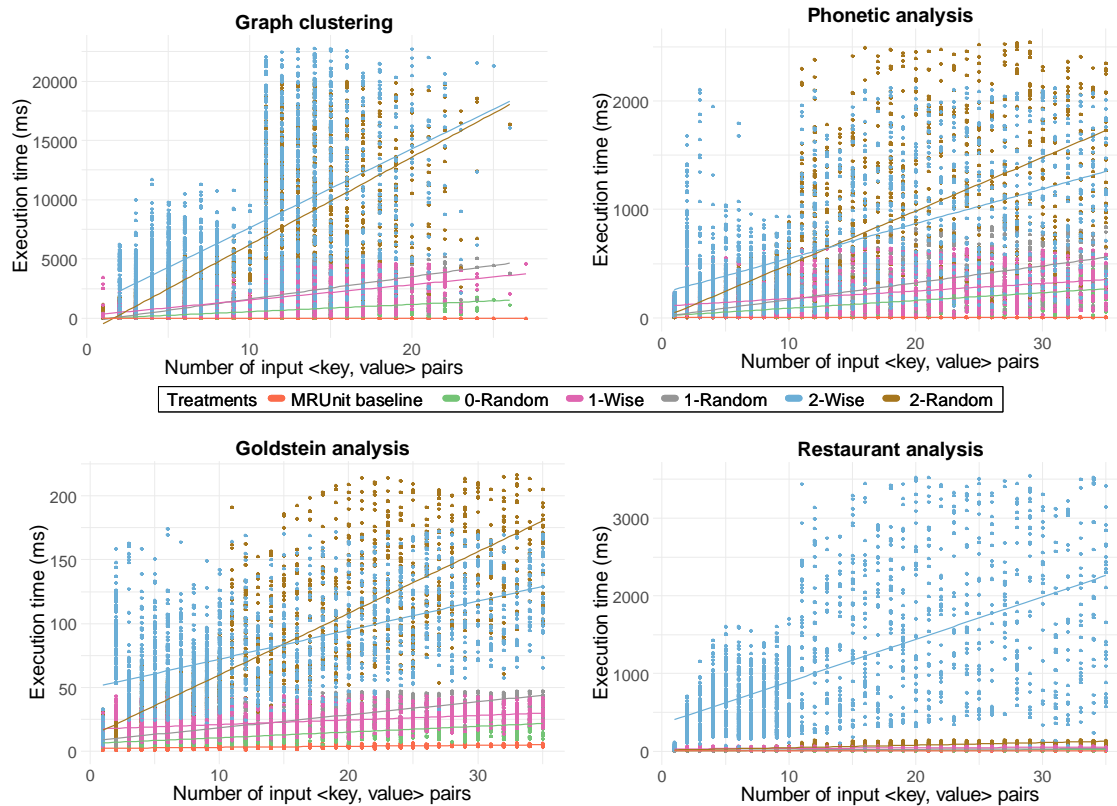 Graph clustering
Execution time (ms)
20000
15000
10000
5000
0
0
10
20
Number of input <key, value> pairs
Phonetic analysis
Execution time (ms)
2000
1000
0
0
10
20
30
Number of input <key, value> pairs
Treatments MRUnit baseline 0-Random 1-Wise 1-Random 2-Wise 2-Random
Goldstein analysis
Execution time (ms)
200
150
100
50
0
0
10
20
30
Number of input <key, value> pairs
Restaurant analysis
Execution time (ms)
3000
2000
1000
0
0
10
20
30
Number of input <key, value> pairs